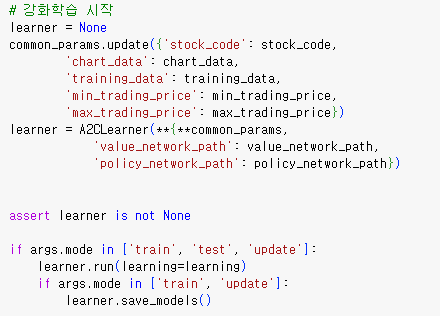 # 강화학습 시작
learner = None
common_params.update({'stock_code': stock_code,
        'chart_data': chart_data,
        'training_data': training_data,
        'min_trading_price': min_trading_price,
        'max_trading_price': max_trading_price})
learner = A2CLearner(**{**common_params,
            'value_network_path': value_network_path,
            'policy_network_path': policy_network_path})
assert learner is not None
if args.mode in ['train', 'test', 'update']:
    learner.run(learning=learning)
    if args.mode in ['train', 'update']:
        learner.save_models()